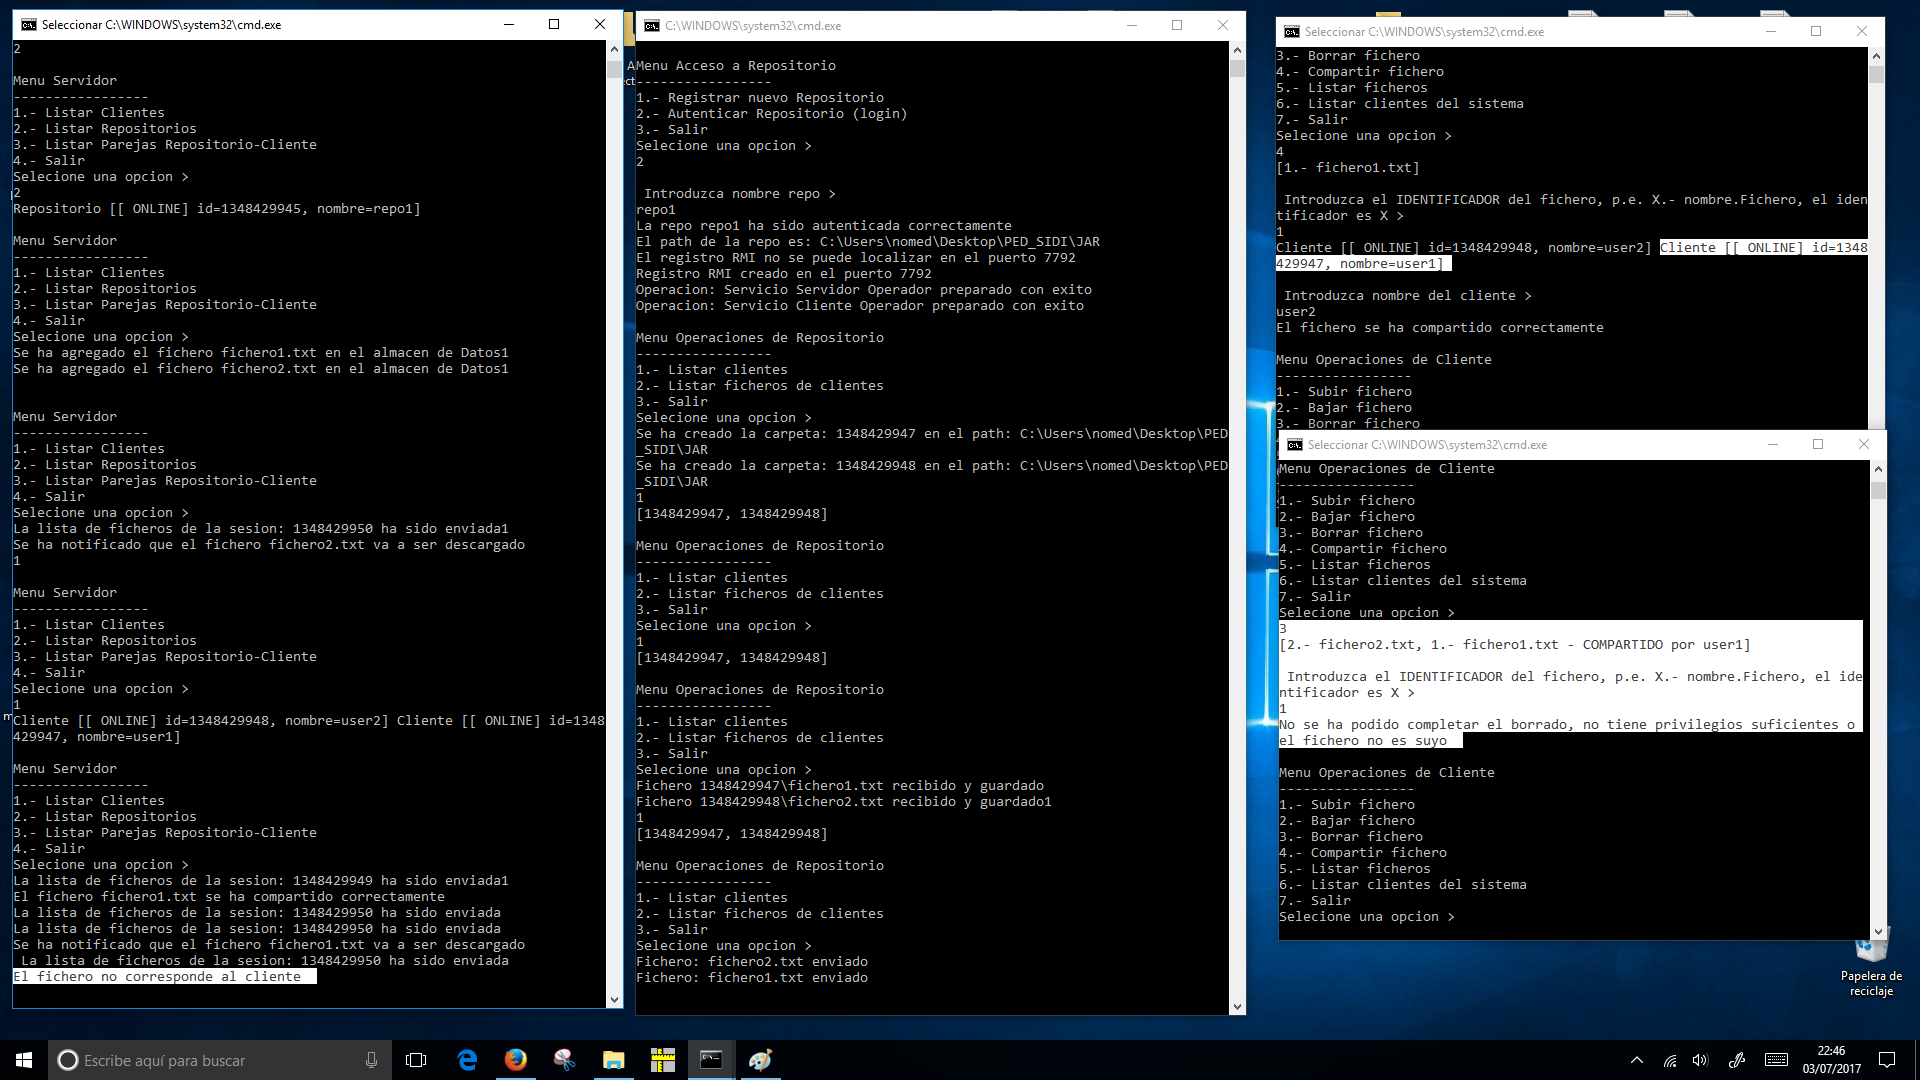 Seleccionar C:\WINDOWS\system32\cmd.exe
2
Menu Servidor
-----------------
1.- Listar Clientes
2.- Listar Repositorios
3.- Listar Parejas Repositorio-Cliente
4.- Salir
Selecione una opcion >
2
Repositorio [[ ONLINE] id=1348429945, nombre=repo1]
Menu Servidor
-----------------
1.- Listar Clientes
2.- Listar Repositorios
3.- Listar Parejas Repositorio-Cliente
4.- Salir
Selecione una opcion >
Se ha agregado el fichero fichero1.txt en el almacen de Datos1
Se ha agregado el fichero fichero2.txt en el almacen de Datos1
Menu Servidor
-----------------
1.- Listar Clientes
2.- Listar Repositorios
3.- Listar Parejas Repositorio-Cliente
4.- Salir
Selecione una opcion >
La lista de ficheros de la sesion: 1348429950 ha sido enviada1
Se ha notificado que el fichero fichero2.txt va a ser descargado
1
Menu Servidor
-----------------
1.- Listar Clientes
2.- Listar Repositorios
3.- Listar Parejas Repositorio-Cliente
4.- Salir
Selecione una opcion >
1
Cliente [[ ONLINE] id=1348429948, nombre=user2] Cliente [[ ONLINE] id=1348
429947, nombre=user1]
Menu Servidor
-----------------
1.- Listar Clientes
2.- Listar Repositorios
3.- Listar Parejas Repositorio-Cliente
4.- Salir
Selecione una opcion >
La lista de ficheros de la sesion: 1348429949 ha sido enviada1
El fichero fichero1.txt se ha compartido correctamente
La lista de ficheros de la sesion: 1348429950 ha sido enviada
La lista de ficheros de la sesion: 1348429950 ha sido enviada
Se ha notificado que el fichero fichero1.txt va a ser descargado
La lista de ficheros de la sesion: 1348429950 ha sido enviada
El fichero no corresponde al cliente
C:\WINDOWS\system32\cmd.exe
Menu Acceso a Repositorio
-----------------
1.- Registrar nuevo Repositorio
2.- Autenticar Repositorio (login)
3.- Salir
Selecione una opcion >
2
Introduzca nombre repo >
repo1
La repo repo1 ha sido autenticada correctamente
El path de la repo es: C:\Users\nomed\Desktop\PED_SIDI\JAR
El registro RMI no se puede localizar en el puerto 7792
Registro RMI creado en el puerto 7792
Operacion: Servicio Servidor Operador preparado con exito
Operacion: Servicio Cliente Operador preparado con exito
Menu Operaciones de Repositorio
-----------------
1.- Listar clientes
2.- Listar ficheros de clientes
3.- Salir
Selecione una opcion >
Se ha creado la carpeta: 1348429947 en el path: C:\Users\nomed\Desktop\PED
_SIDI\JAR
Se ha creado la carpeta: 1348429948 en el path: C:\Users\nomed\Desktop\PED
_SIDI\JAR
1
[1348429947, 1348429948]
Menu Operaciones de Repositorio
-----------------
1.- Listar clientes
2.- Listar ficheros de clientes
3.- Salir
Selecione una opcion >
1
[1348429947, 1348429948]
Menu Operaciones de Repositorio
-----------------
1.- Listar clientes
2.- Listar ficheros de clientes
3.- Salir
Selecione una opcion >
Fichero 1348429947\fichero1.txt recibido y guardado
Fichero 1348429948\fichero2.txt recibido y guardado1
1
[1348429947, 1348429948]
Menu Operaciones de Repositorio
-----------------
1.- Listar clientes
2.- Listar ficheros de clientes
3.- Salir
Selecione una opcion >
Fichero: fichero2.txt enviado
Fichero: fichero1.txt enviado
Seleccionar C:\WINDOWS\system32\cmd.exe
3.- Borrar fichero
4.- Compartir fichero
5.- Listar ficheros
6.- Listar clientes del sistema
7.- Salir
Selecione una opcion >
4
[1.- fichero1.txt]
Introduzca el IDENTIFICADOR del fichero, p.e. X.- nombre.Fichero, el iden
tificador es X >
1
Cliente [[ ONLINE] id=1348429948, nombre=user2] Cliente [[ ONLINE] id=1348
429947, nombre=user1]
Introduzca nombre del cliente >
user2
El fichero se ha compartido correctamente
Menu Operaciones de Cliente
-----------------
1.- Subir fichero
2.- Bajar fichero
3.- Borrar fichero
Seleccionar C:\WINDOWS\system32\cmd.exe
Menu Operaciones de Cliente
-----------------
1.- Subir fichero
2.- Bajar fichero
3.- Borrar fichero
4.- Compartir fichero
5.- Listar ficheros
6.- Listar clientes del sistema
7.- Salir
Selecione una opcion >
3
[2.- fichero2.txt, 1.- fichero1.txt - COMPARTIDO por user1]
Introduzca el IDENTIFICADOR del fichero, p.e. X.- nombre.Fichero, el ide
ntificador es X >
1
No se ha podido completar el borrado, no tiene privilegios suficientes o
el fichero no es suyo
Menu Operaciones de Cliente
-----------------
1.- Subir fichero
2.- Bajar fichero
3.- Borrar fichero
4.- Compartir fichero
5.- Listar ficheros
6.- Listar clientes del sistema
7.- Salir
Selecione una opcion >
Papelera de
reciclaje
Escribe aquí para buscar
22:46
03/07/2017